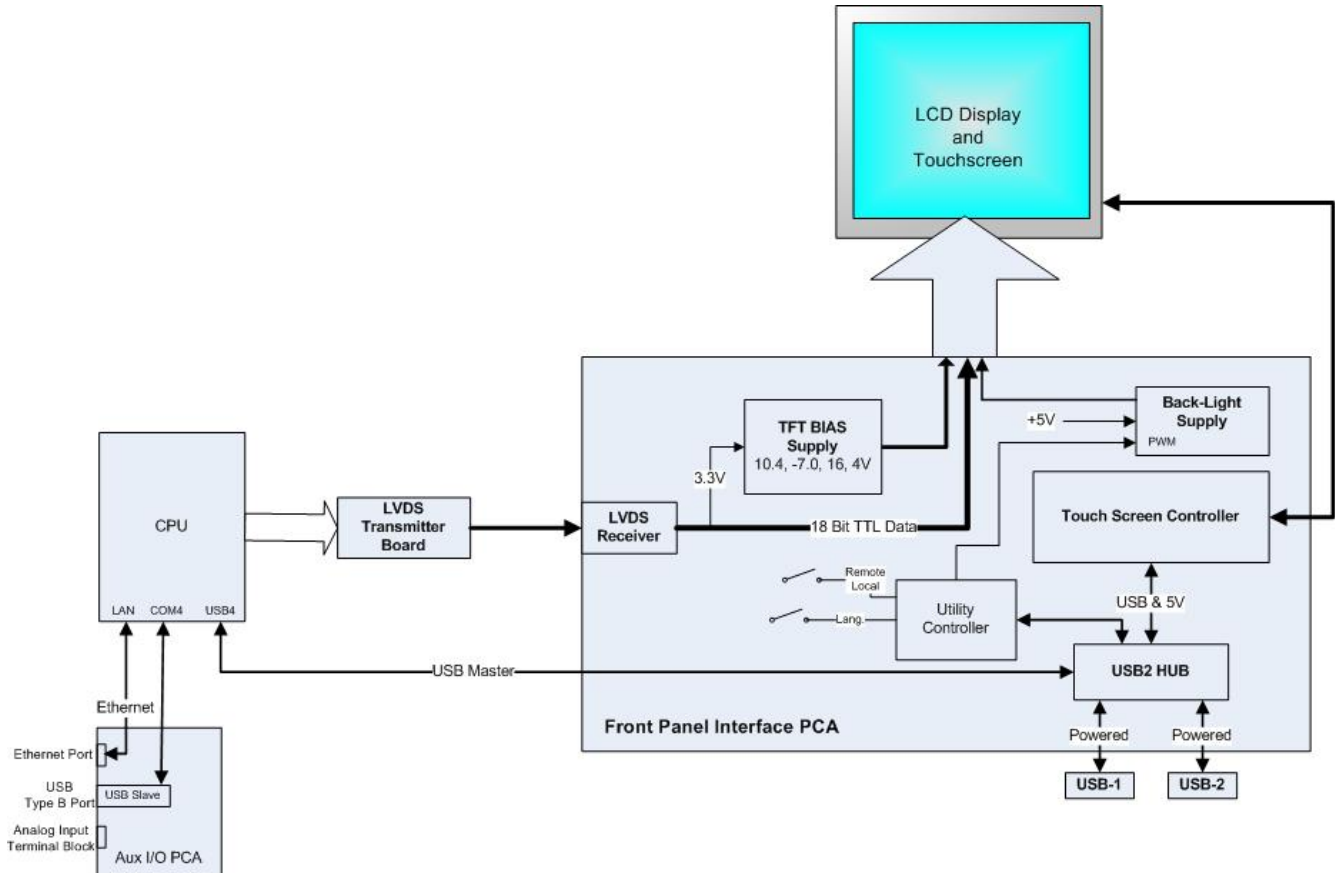 LCD Display
and
Touchscreen
Back-Light
Supply
+5V
PWM
TFT BIAS
Supply
10.4, -7.0, 16, 4V
3.3V
CPU
LAN
COM4
USB4
LVDS
Transmitter
Board
LVDS
Receiver
18 Bit TTL Data
Touch Screen Controller
Remote
Local
Lang.
Utility
Controller
USB & 5V
USB Master
USB2 HUB
Front Panel Interface PCA
Powered
Powered
USB-1
USB-2
Ethernet
Ethernet Port
USB
Type B Port
USB Slave
Analog Input
Terminal Block
Aux I/O PCA